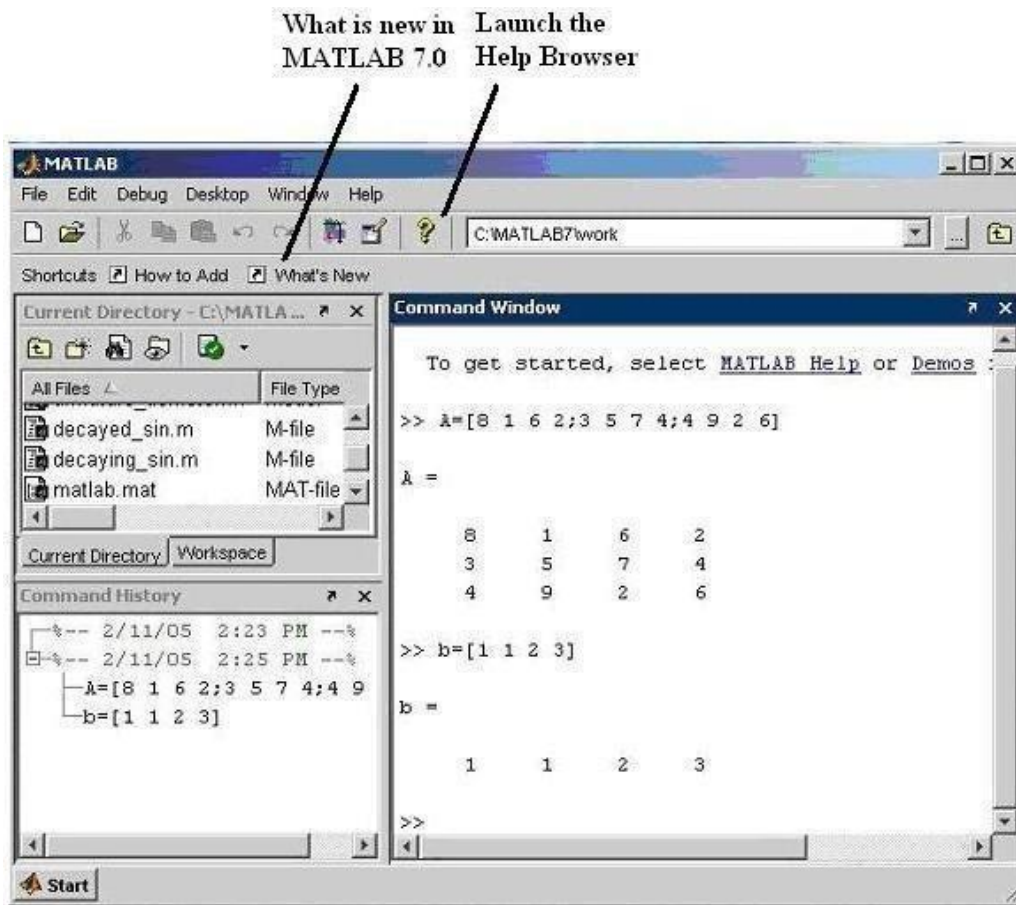 What is new in
MATLAB 7.0
Launch the
Help Browser
MATLAB
File Edit Debug Desktop Window Help
C:\MATLAB7\work
...
Shortcuts How to Add What's New
Current Directory - C:\MATLA...
All Files File Type
decayed_sin.m M-file
decaying_sin.m M-file
matlab.mat MAT-file
Current Directory Workspace
Command History
%-- 2/11/05 2:23 PM --%
%-- 2/11/05 2:25 PM --%
A=[8 1 6 2;3 5 7 4;4 9
b=[1 1 2 3]
Command Window
To get started, select MATLAB Help or Demos
>> A=[8 1 6 2;3 5 7 4;4 9 2 6]
A =
8 1 6 2
3 5 7 4
4 9 2 6
>> b=[1 1 2 3]
b =
1 1 2 3
>>
Start